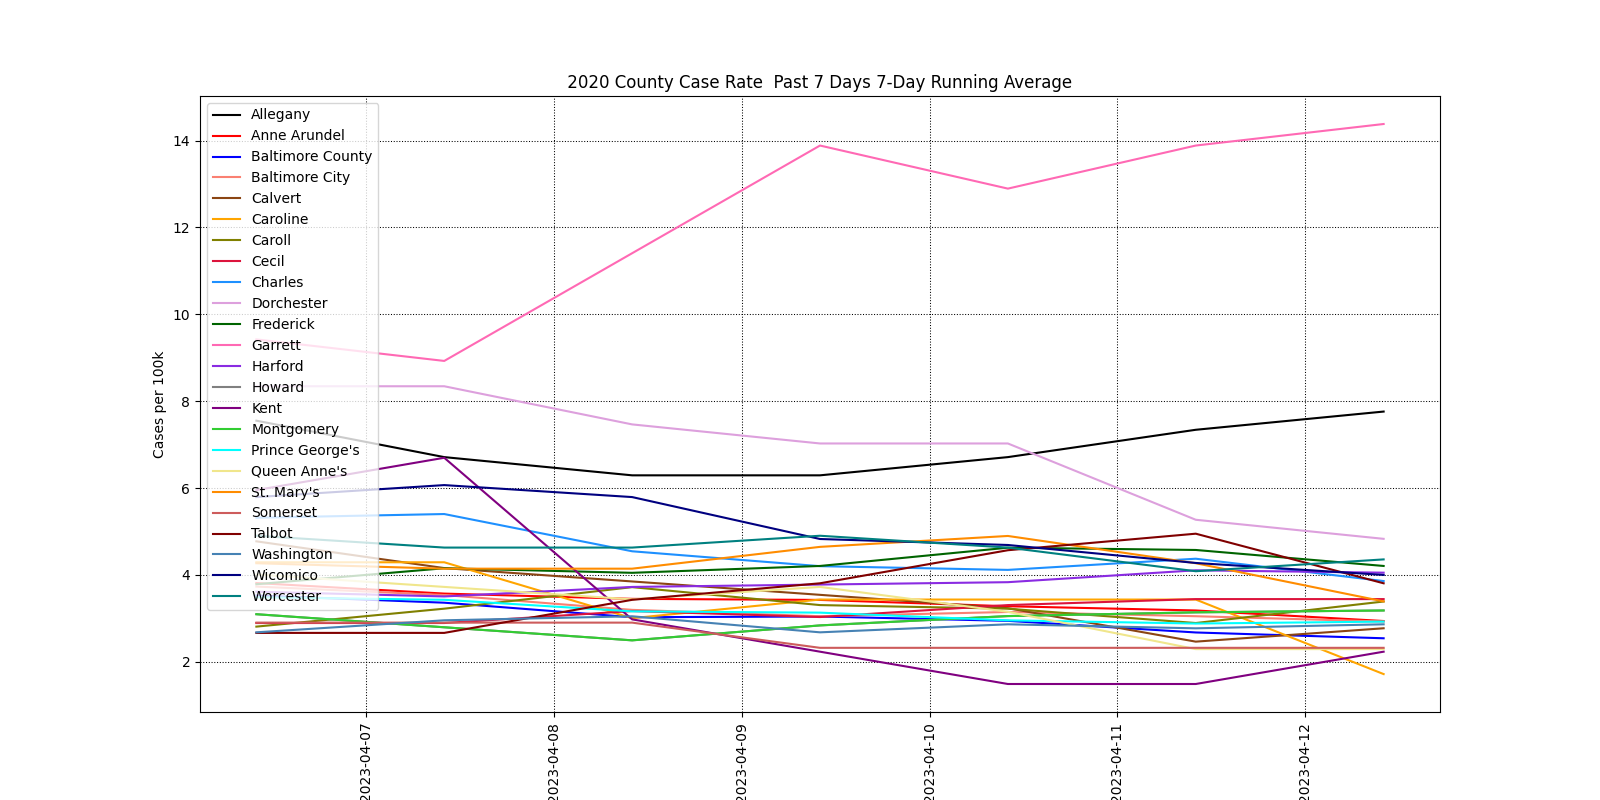 2020 County Case Rate  Past 7 Days 7-Day Running Average
Cases per 100k
14
12
10
8
6
4
2
Allegany
Anne Arundel
Baltimore County
Baltimore City
Calvert
Caroline
Caroll
Cecil
Charles
Dorchester
Frederick
Garrett
Harford
Howard
Kent
Montgomery
Prince George's
Queen Anne's
St. Mary's
Somerset
Talbot
Washington
Wicomico
Worcester
2023-04-07
2023-04-08
2023-04-09
2023-04-10
2023-04-11
2023-04-12